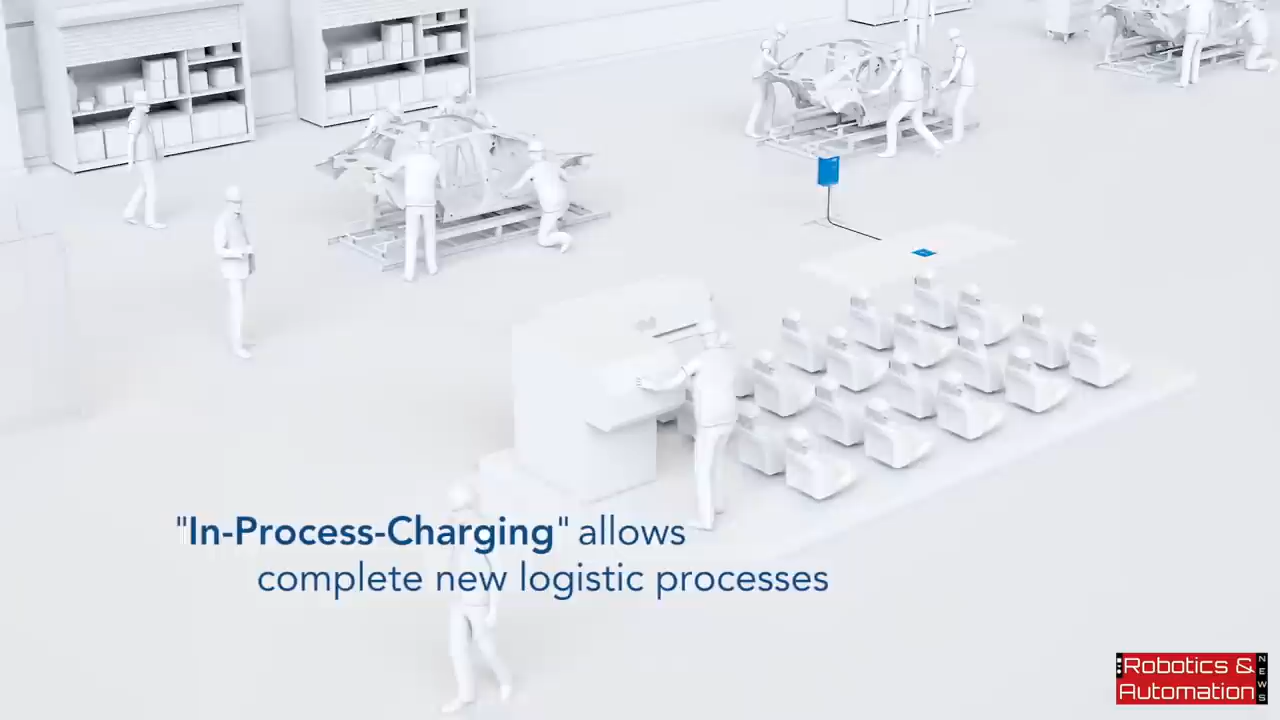 "In-Process-Charging" allows
complete new logistic processes
Robotics &
Automation
NEWS